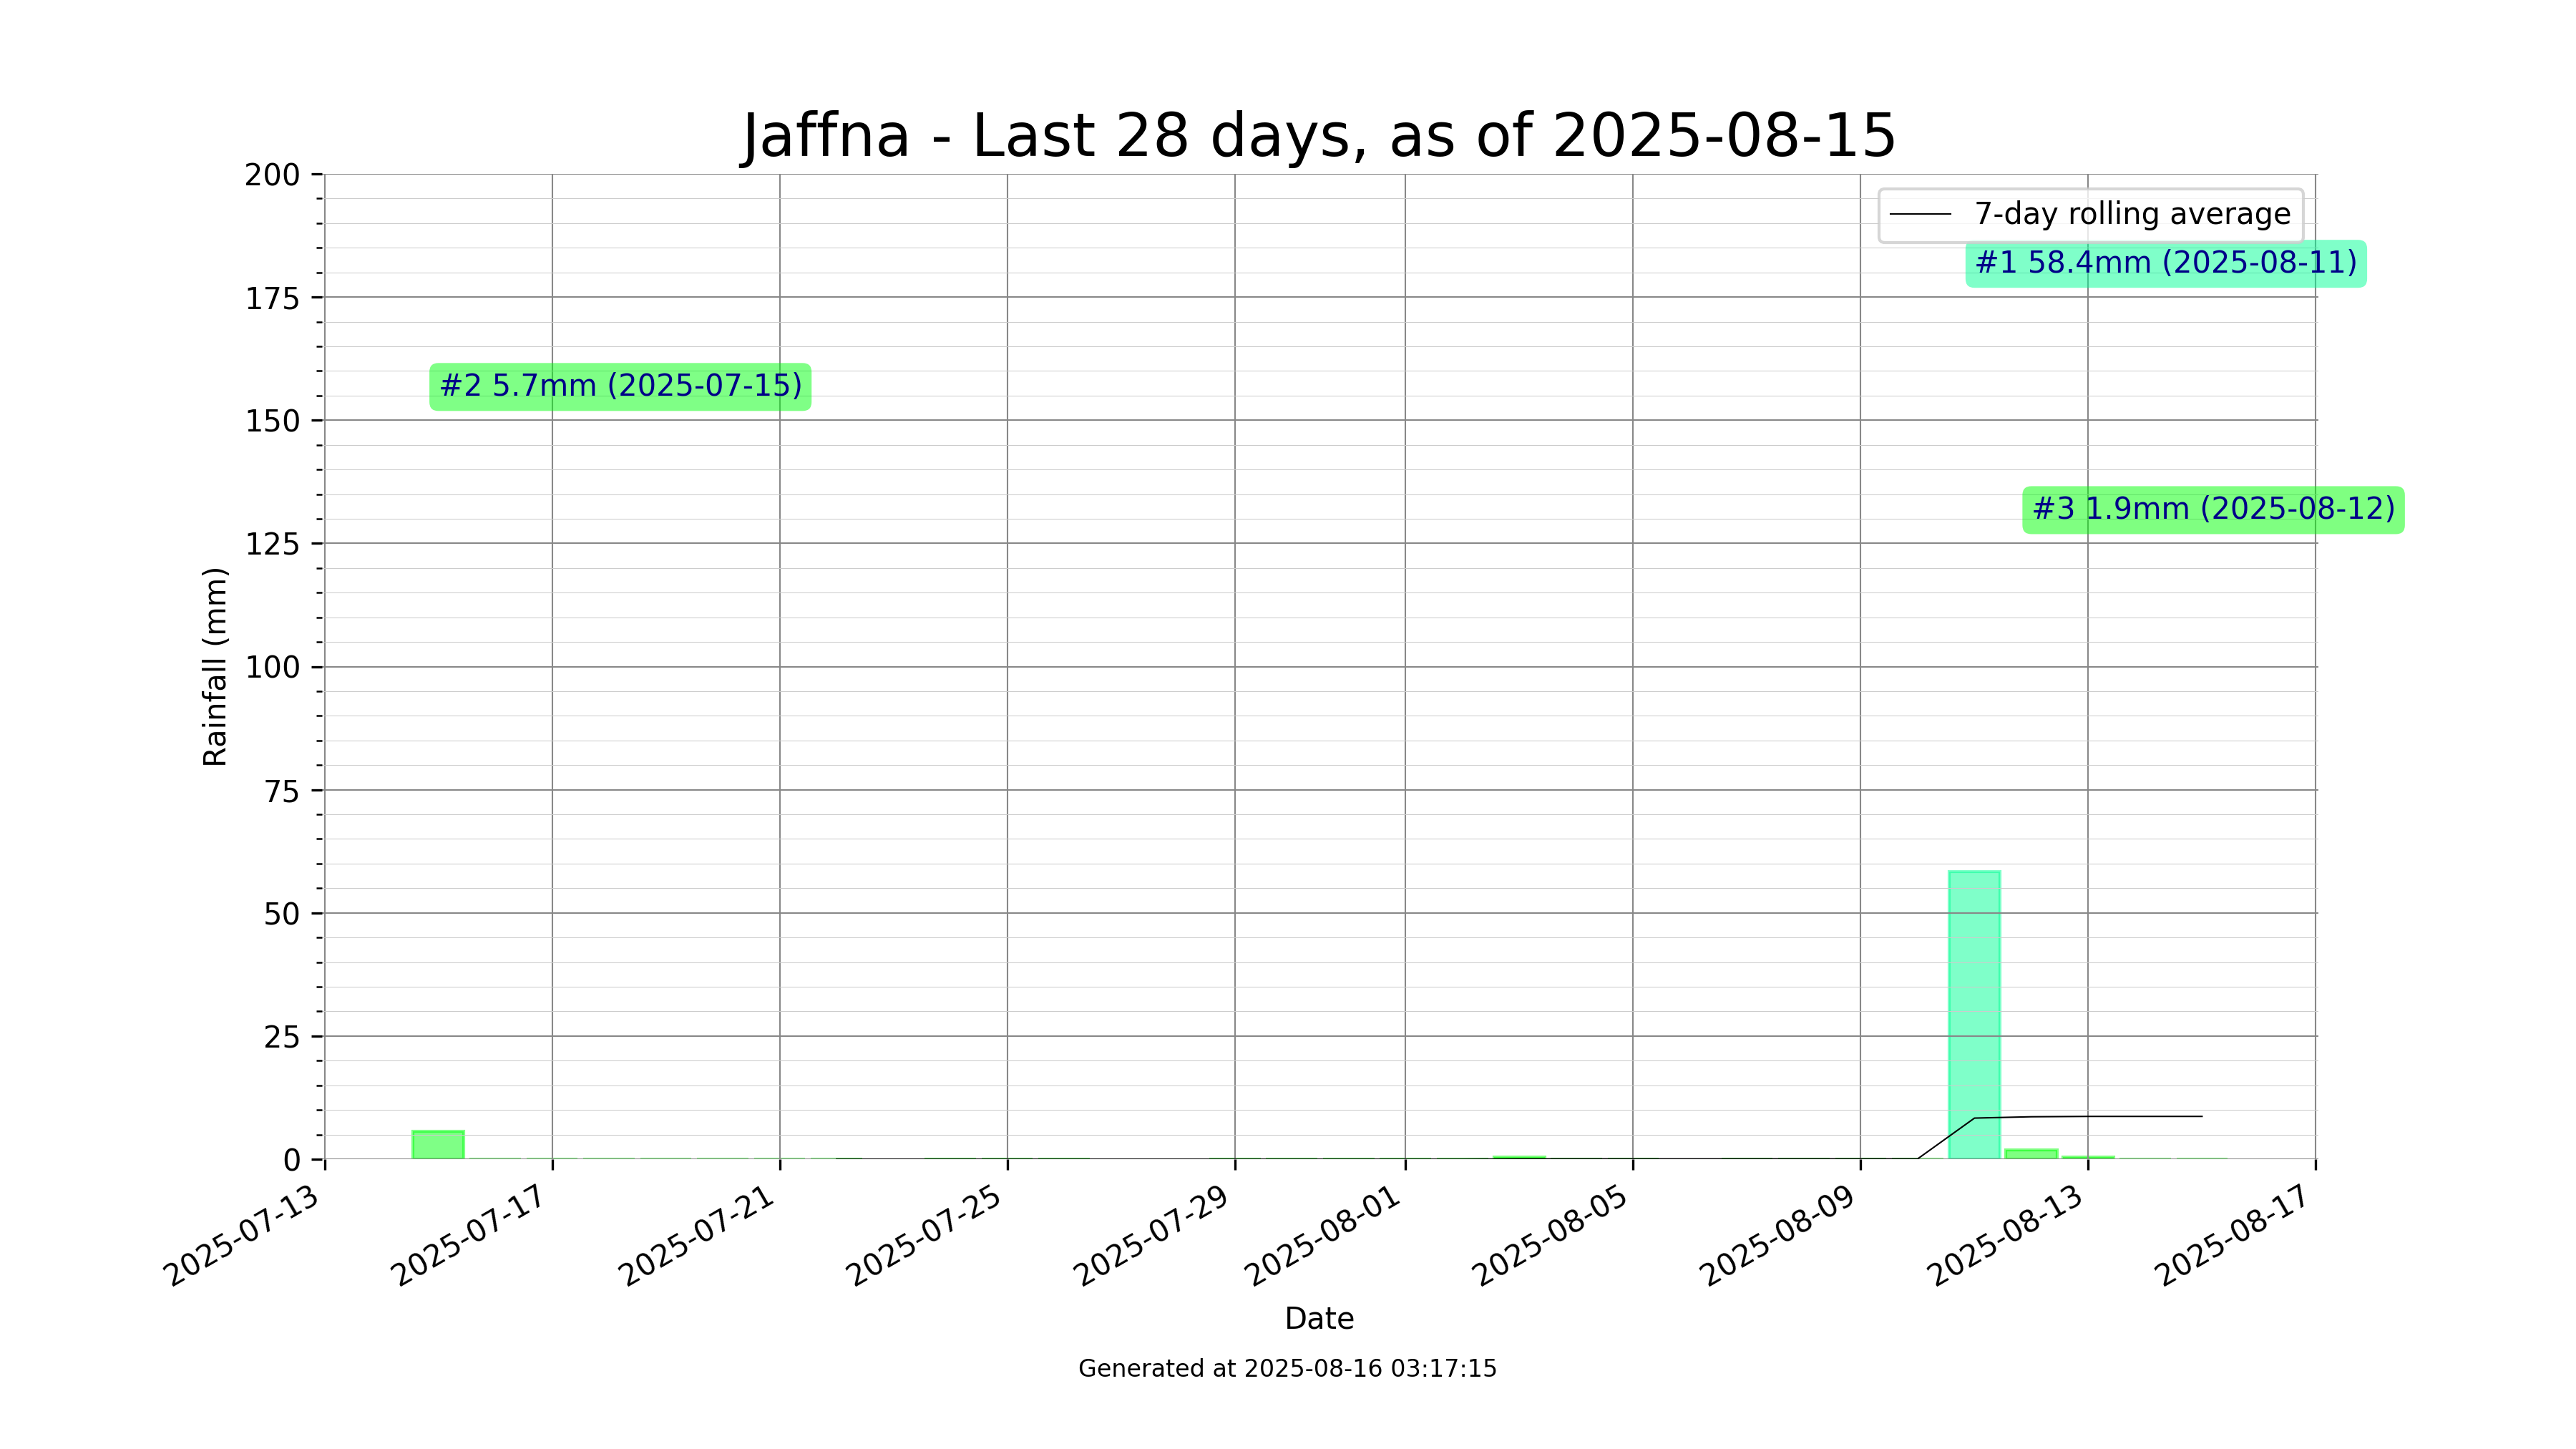 Jaffna - Last 28 days, as of 2025-08-15
200
175
150
125
100
75
50
25
0
Rainfall (mm)
7-day rolling average
#1 58.4mm (2025-08-11)
#2 5.7mm (2025-07-15)
#3 1.9mm (2025-08-12)
2025-07-13
2025-07-17
2025-07-21
2025-07-25
2025-07-29
2025-08-01
2025-08-05
2025-08-09
2025-08-13
2025-08-17
Date
Generated at 2025-08-16 03:17:15